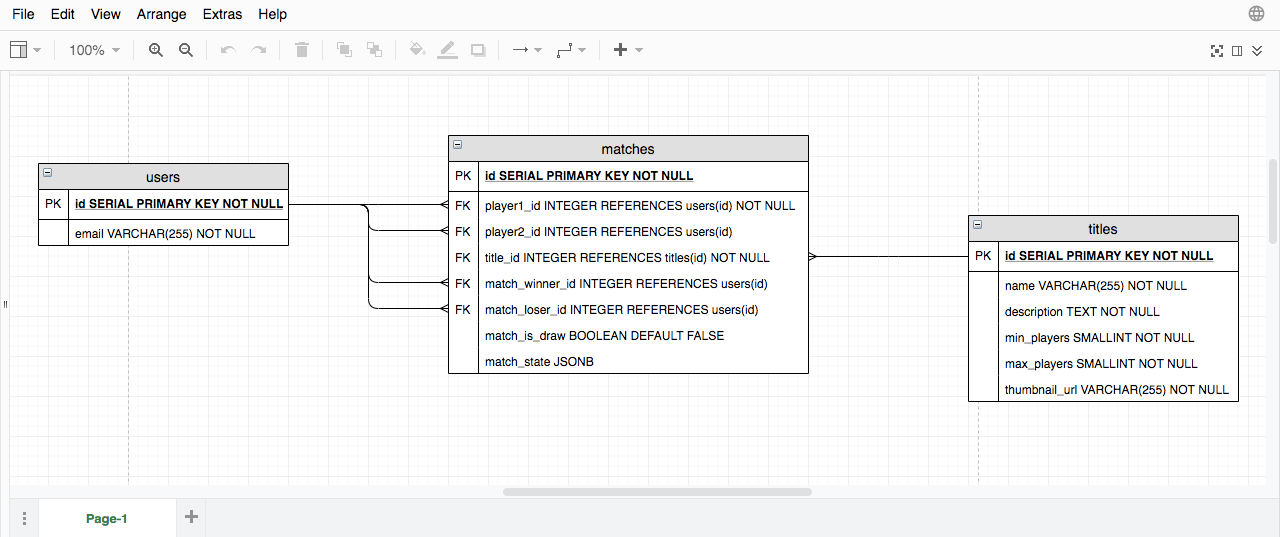 File Edit View Arrange Extras Help
100%
users
PK id SERIAL PRIMARY KEY NOT NULL
email VARCHAR(255) NOT NULL
matches
PK id SERIAL PRIMARY KEY NOT NULL
FK player1_id INTEGER REFERENCES users(id) NOT NULL
FK player2_id INTEGER REFERENCES users(id)
FK title_id INTEGER REFERENCES titles(id) NOT NULL
FK match_winner_id INTEGER REFERENCES users(id)
FK match_loser_id INTEGER REFERENCES users(id)
match_is_draw BOOLEAN DEFAULT FALSE
match_state JSONB
titles
PK id SERIAL PRIMARY KEY NOT NULL
name VARCHAR(255) NOT NULL
description TEXT NOT NULL
min_players SMALLINT NOT NULL
max_players SMALLINT NOT NULL
thumbnail_url VARCHAR(255) NOT NULL
Page-1